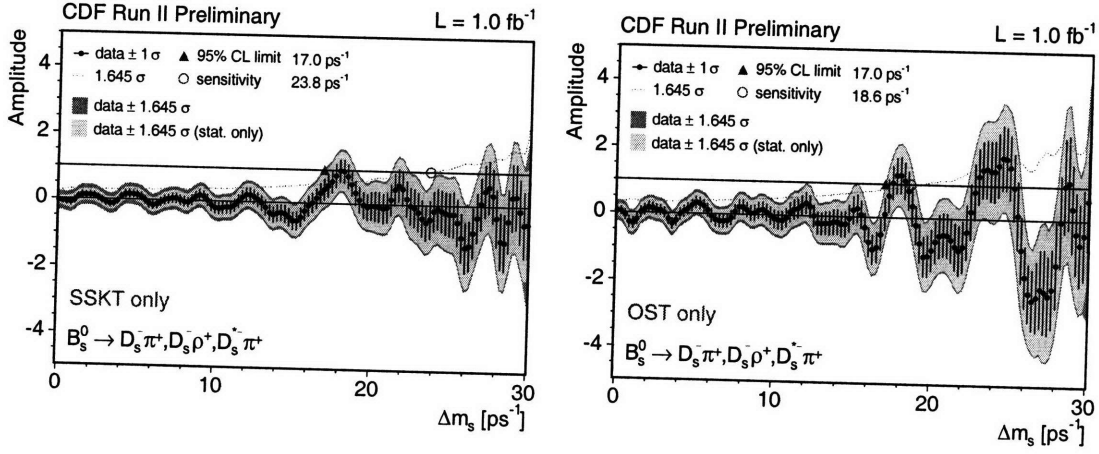 CDF Run II Preliminary
L = 1.0 fb⁻¹
Amplitude
4
2
0
-2
-4
data ± 1 σ
1.645 σ
data ± 1.645 σ
data ± 1.645 σ (stat. only)
95% CL limit 17.0 ps⁻¹
sensitivity 23.8 ps⁻¹
SSKT only
B⁰ₛ → Dₛ⁻π⁺,Dₛ⁻ρ⁺,Dₛ*⁻π⁺
0 10 20 30
Δmₛ [ps⁻¹]
CDF Run II Preliminary
L = 1.0 fb⁻¹
Amplitude
4
2
0
-2
-4
data ± 1 σ
1.645 σ
data ± 1.645 σ
data ± 1.645 σ (stat. only)
95% CL limit 17.0 ps⁻¹
sensitivity 18.6 ps⁻¹
OST only
B⁰ₛ → Dₛ⁻π⁺,Dₛ⁻ρ⁺,Dₛ*⁻π⁺
0 10 20 30
Δmₛ [ps⁻¹]